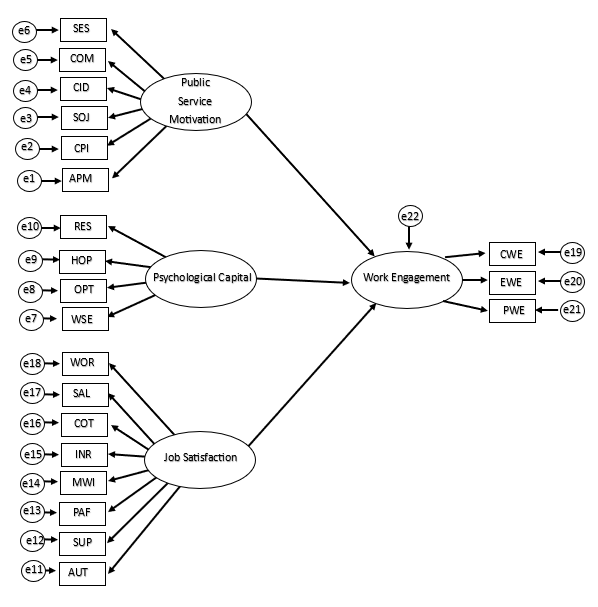 e6 SES
e5 COM
e4 CID
e3 SOJ
e2 CPI
e1 APM
Public
Service
Motivation
e10 RES
e9 HOP
e8 OPT
e7 WSE
Psychological Capital
e22
Work Engagement
CWE e19
EWE e20
PWE e21
e18 WOR
e17 SAL
e16 COT
e15 INR
e14 MWI
e13 PAF
e12 SUP
e11 AUT
Job Satisfaction